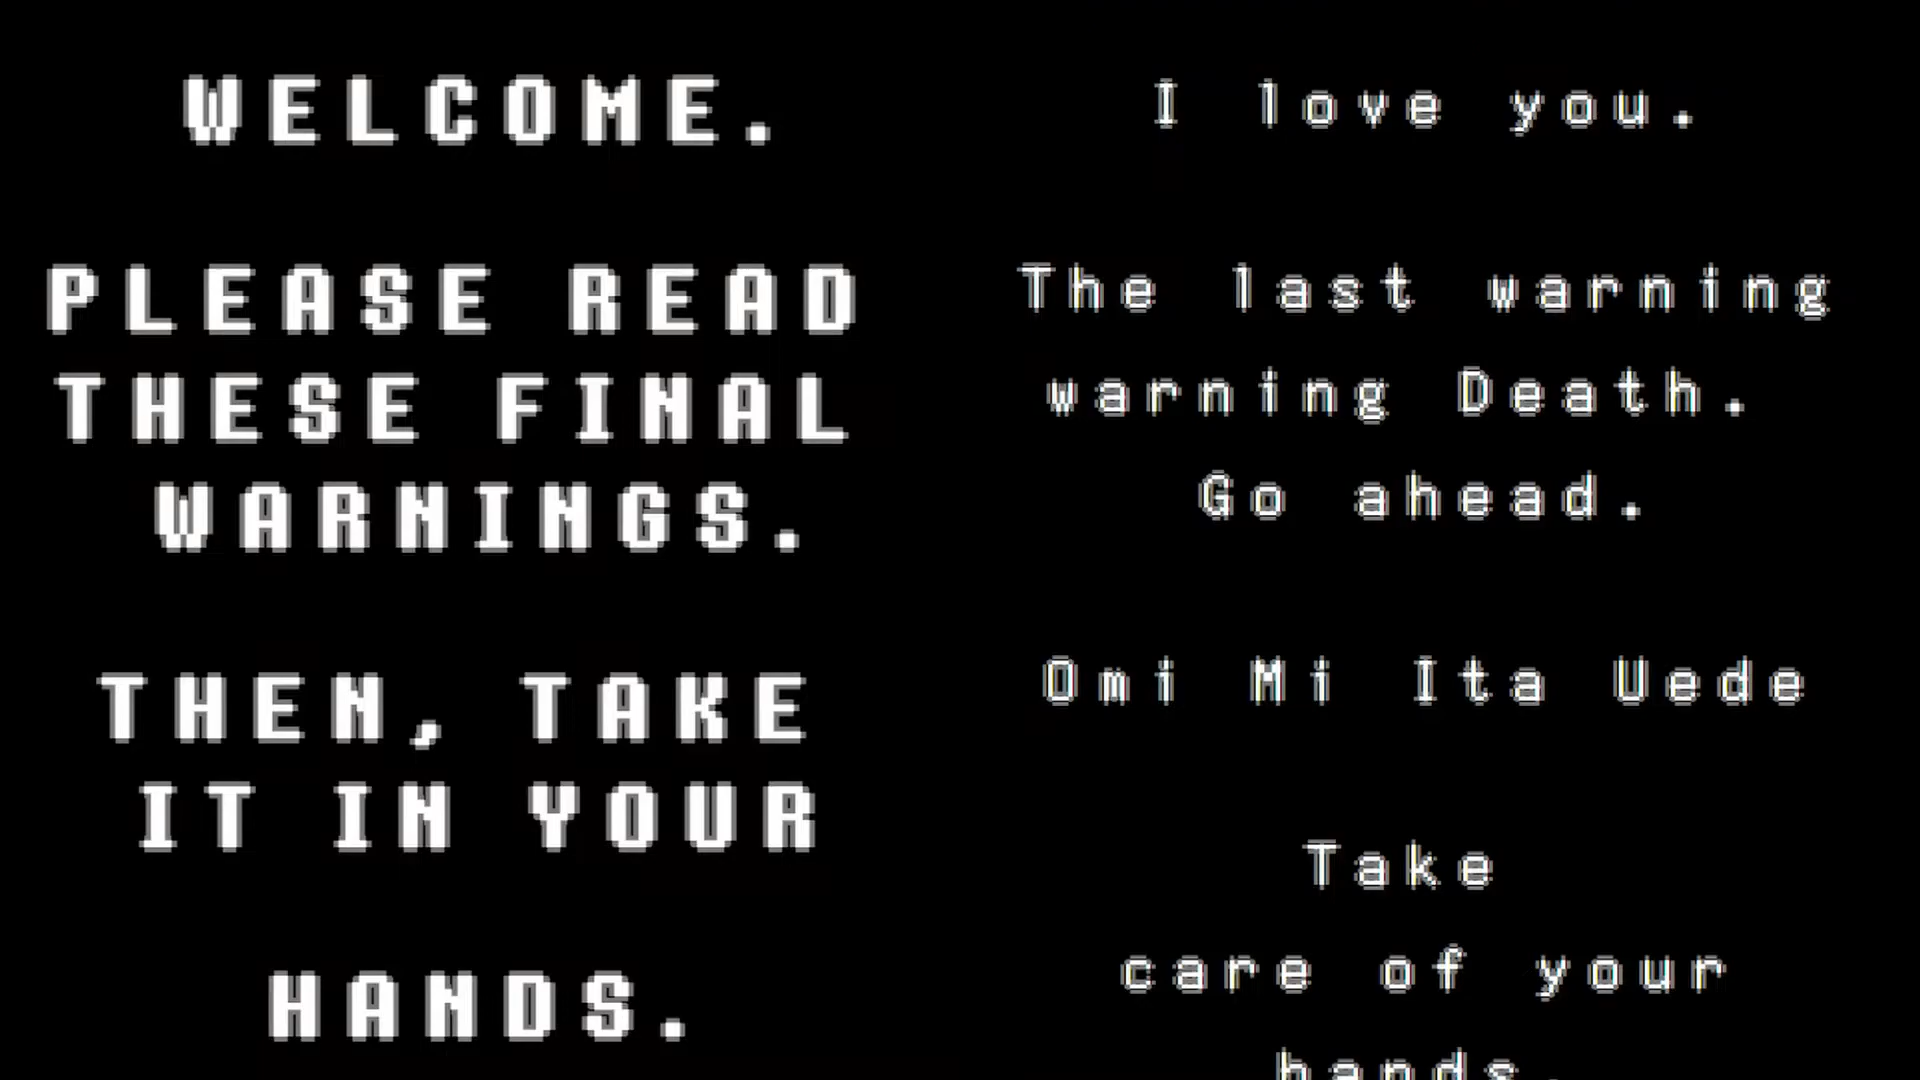 WELCOME.
PLEASE READ
THESE FINAL
WARNINGS.
THEN, TAKE
IT IN YOUR
HANDS.
I love you.
The last warning
warning Death.
Go ahead.
Omi Mi Ita Uede
Take
care of your
hands.